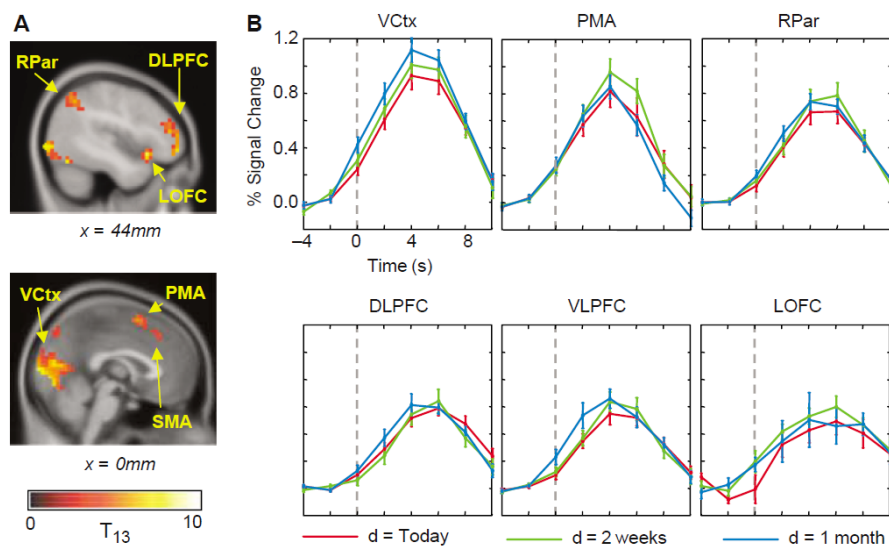 A
RPar
DLPFC
LOFC
x = 44mm
VCtx
PMA
SMA
x = 0mm
0 10
T13
B
VCtx PMA RPar
% Signal Change
1.2
0.8
0.4
0.0
–4 0 4 8
Time (s)
DLPFC VLPFC LOFC
d = Today d = 2 weeks d = 1 month